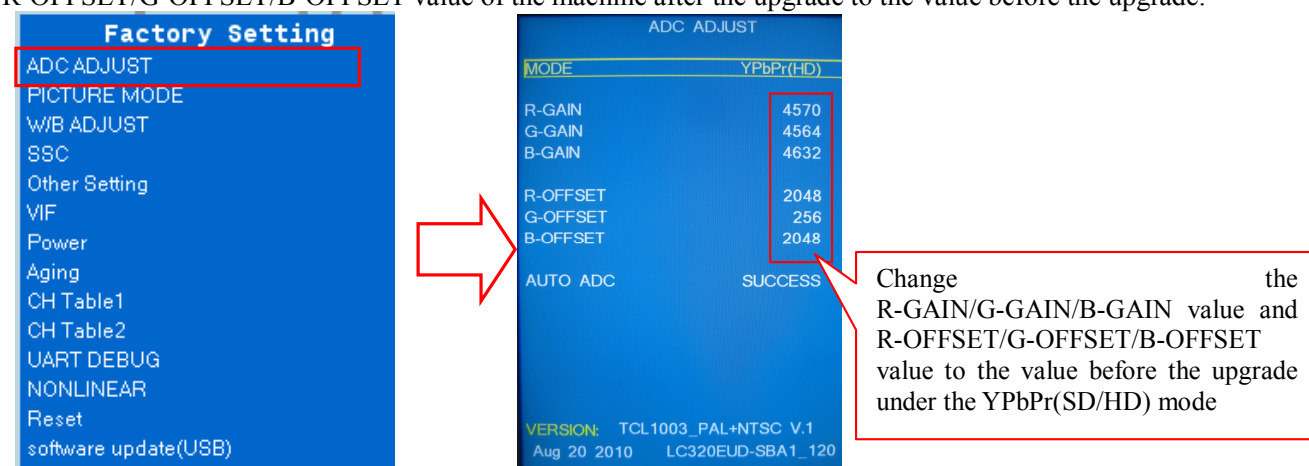 R-OFFSET/G-OFFSET/B-OFFSET value of the machine after the upgrade to the value before the upgrade.
Factory Setting
ADC ADJUST
PICTURE MODE
W/B ADJUST
SSC
Other Setting
VIF
Power
Aging
CH Table1
CH Table2
UART DEBUG
NONLINEAR
Reset
software update(USB)
ADC ADJUST
MODE YPbPr(HD)
R-GAIN 4570
G-GAIN 4564
B-GAIN 4632
R-OFFSET 2048
G-OFFSET 256
B-OFFSET 2048
AUTO ADC SUCCESS
VERSION: TCL1003_PAL+NTSC V.1
Aug 20 2010 LC320EUD-SBA1_120
Change the
R-GAIN/G-GAIN/B-GAIN value and
R-OFFSET/G-OFFSET/B-OFFSET
value to the value before the upgrade
under the YPbPr(SD/HD) mode